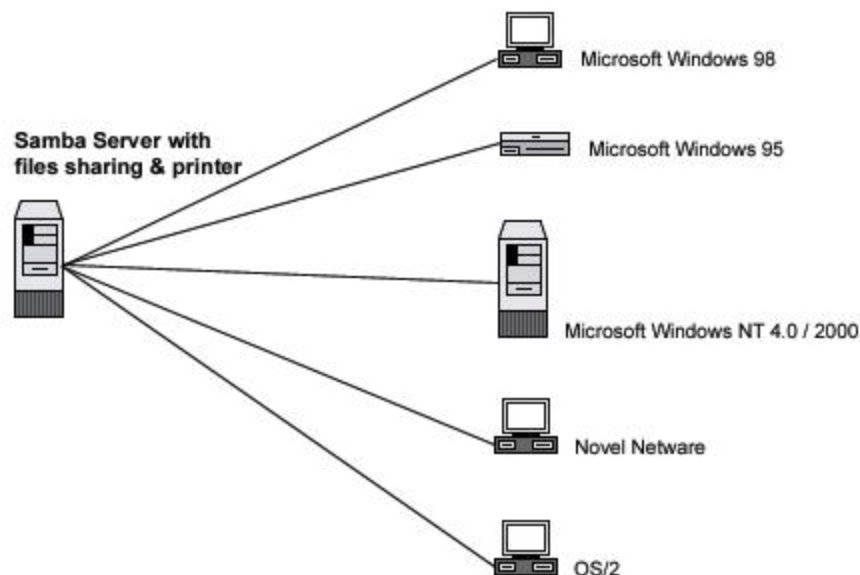 Microsoft Windows 98
Samba Server with
files sharing & printer
Microsoft Windows 95
Microsoft Windows NT 4.0 / 2000
Novel Netware
OS/2